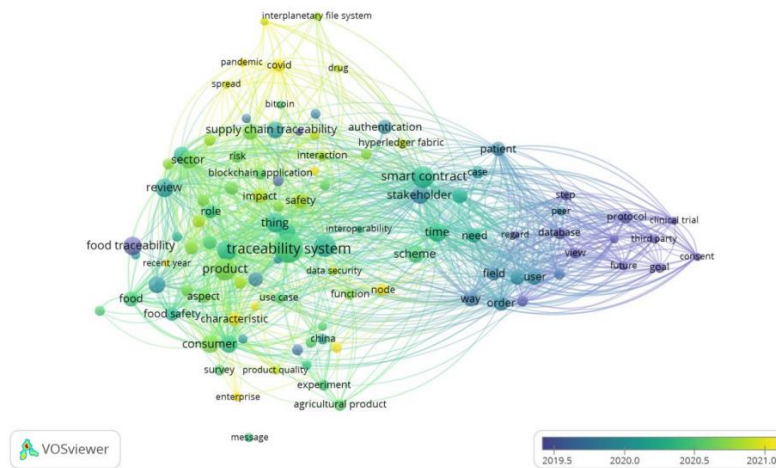 interplanetary file system
pandemic
covid
drug
spread
bitcoin
supply chain traceability
authentication
hyperledger fabric
sector
risk
interaction
patient
blockchain application
smart contract
case
review
impact
safety
stakeholder
step
role
peer
protocol
clinical trial
thing
interoperability
time
need
regard
database
food traceability
traceability system
third party
view
scheme
consent
recent year
product
data security
field
user
future
goal
food
aspect
use case
function
node
way
order
food safety
characteristic
consumer
china
survey
product quality
experiment
enterprise
agricultural product
message
VOSviewer
2019.5 2020.0 2020.5 2021.0